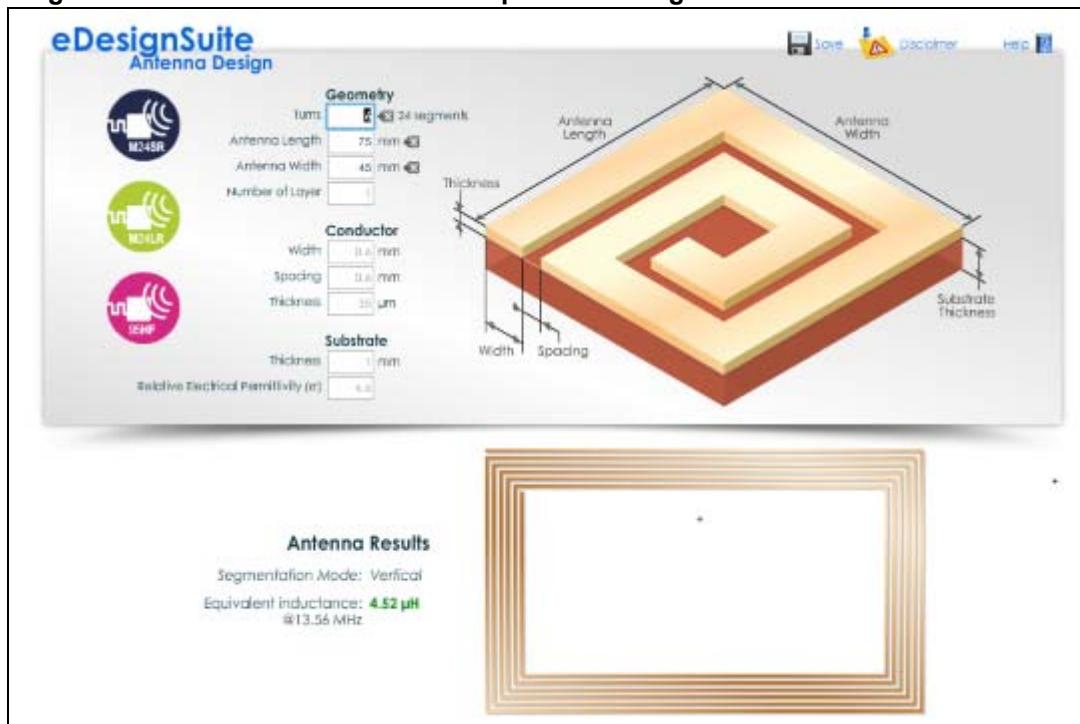 eDesignSuite
Antenna Design
Save
Disclaimer
Help
Geometry
Turns 24 segments
Antenna Length 75 mm
Antenna Width 45 mm
Number of Layer
Conductor
Width mm
Spacing mm
Thickness µm
Substrate
Thickness 1 mm
Relative Electrical Permittivity (εr)
M24SR
M24LR
Antenna
Length
Antenna
Width
Thickness
Width
Spacing
Substrate
Thickness
Antenna Results
Segmentation Mode: Vertical
Equivalent inductance: 4.52 µH
@13.56 MHz